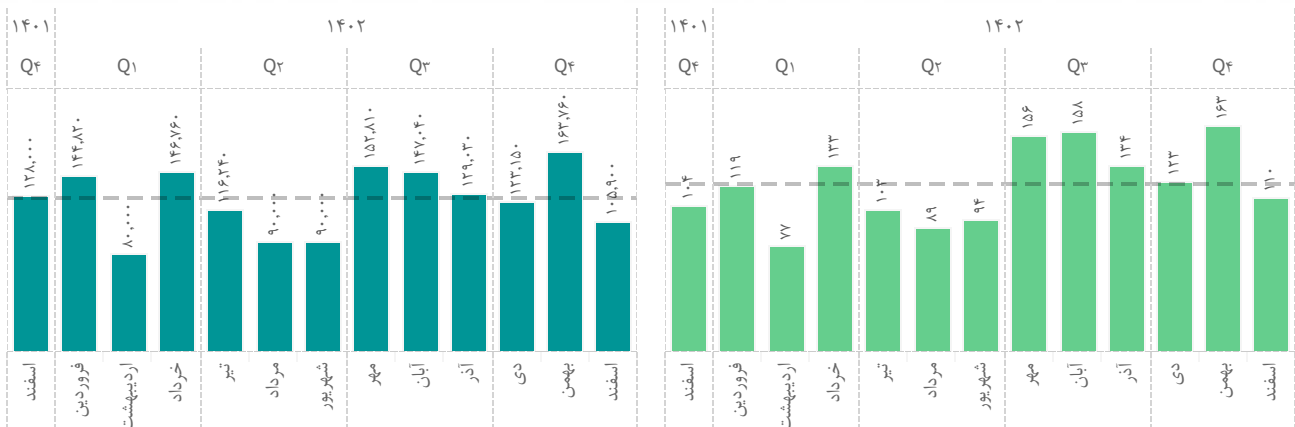 ۱۴۰۱ ۱۴۰۲
Q۴ Q۱ Q۲ Q۳ Q۴
۱۲۸,۰۰۰ ۱۴۴,۸۲۰ ۸۰,۰۰۰ ۱۴۶,۷۶۰ ۱۱۶,۲۴۰ ۹۰,۰۰۰ ۹۰,۰۰۰ ۱۵۲,۸۱۰ ۱۴۷,۰۴۰ ۱۲۹,۰۳۰ ۱۲۳,۱۵۰ ۱۶۳,۷۶۰ ۱۰۵,۹۰۰
اسفند فروردین اردیبهشت خرداد تیر مرداد شهریور مهر آبان آذر دی بهمن اسفند
۱۴۰۱ ۱۴۰۲
Q۴ Q۱ Q۲ Q۳ Q۴
۱۰۴ ۱۱۹ ۷۷ ۱۳۳ ۱۰۳ ۸۹ ۹۴ ۱۵۶ ۱۵۸ ۱۳۴ ۱۲۳ ۱۶۳ ۱۱۰
اسفند فروردین اردیبهشت خرداد تیر مرداد شهریور مهر آبان آذر دی بهمن اسفند